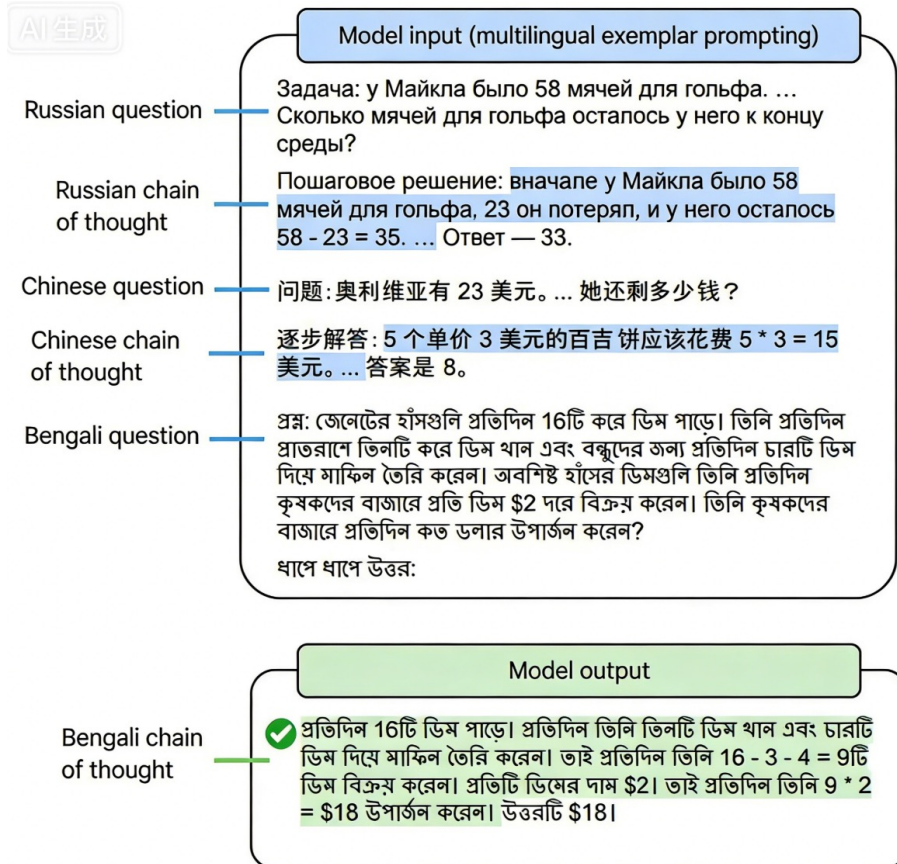 AI生成
Model input (multilingual exemplar prompting)
Russian question
Задача: у Майкла было 58 мячей для гольфа. …
Сколько мячей для гольфа осталось у него к концу
среды?
Russian chain
of thought
Пошаговое решение: вначале у Майкла было 58
мячей для гольфа, 23 он потерял, и у него осталось
58 - 23 = 35. … Ответ — 33.
Chinese question
问题:奥利维亚有 23 美元。... 她还剩多少钱?
Chinese chain
of thought
逐步解答: 5 个单价 3 美元的百吉 饼应该花费 5 * 3 = 15
美元。... 答案是 8。
Bengali question
প্রশ্ন: জেনেটের হাঁসগুলি প্রতিদিন 16টি করে ডিম পাড়ে। তিনি প্রতিদিন
প্রাতরাশে তিনটি করে ডিম খান এবং বন্ধুদের জন্য প্রতিদিন চারটি ডিম
দিয়ে মাফিন তৈরি করেন। অবশিষ্ট হাঁসের ডিমগুলি তিনি প্রতিদিন
কৃষকদের বাজারে প্রতি ডিম $2 দরে বিক্রয় করেন। তিনি কৃষকদের
বাজারে প্রতিদিন কত ডলার উপার্জন করেন?
ধাপে ধাপে উত্তর:
Model output
Bengali chain
of thought
প্রতিদিন 16টি ডিম পাড়ে। প্রতিদিন তিনি তিনটি ডিম খান এবং চারটি
ডিম দিয়ে মাফিন তৈরি করেন। তাই প্রতিদিন তিনি 16 - 3 - 4 = 9টি
ডিম বিক্রয় করেন। প্রতিটি ডিমের দাম $2। তাই প্রতিদিন তিনি 9 * 2
= $18 উপার্জন করেন। উত্তরটি $18।